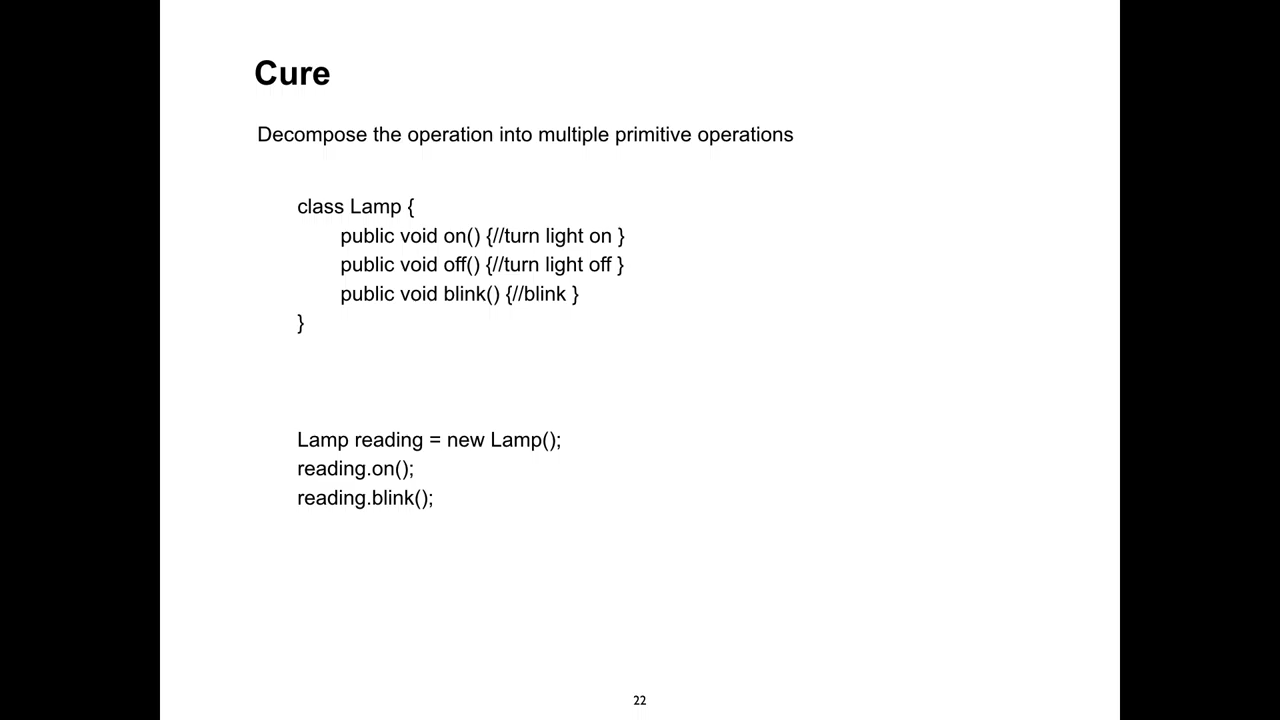 Cure
Decompose the operation into multiple primitive operations
class Lamp {
public void on() {//turn light on }
public void off() {//turn light off }
public void blink() {//blink }
}
Lamp reading = new Lamp();
reading.on();
reading.blink();
22